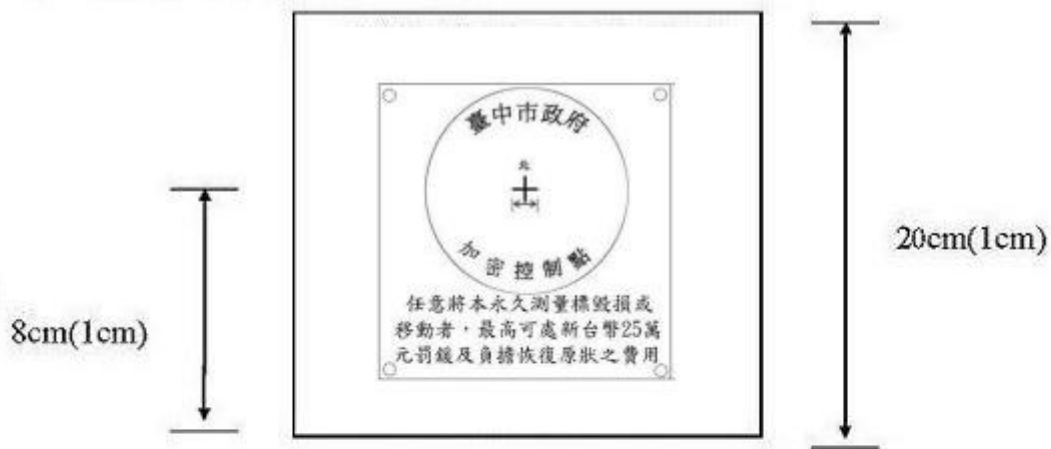 臺中市政府
北
加密控制點
任意將本永久測量標毀損或
移動者，最高可處新台幣25萬
元罰鍰及負擔恢復原狀之費用
8cm(1cm)
20cm(1cm)